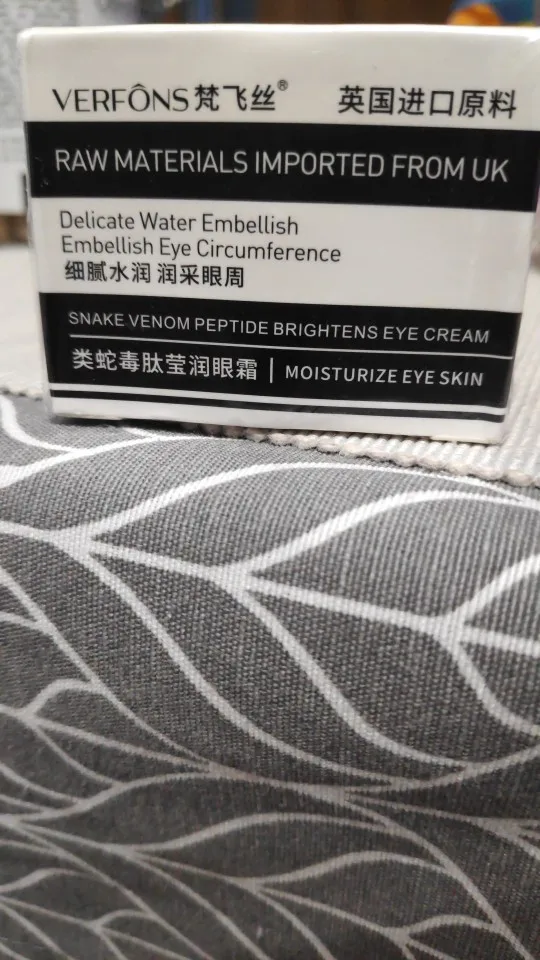 VERFÔNS 梵飞丝® 英国进口原料
RAW MATERIALS IMPORTED FROM UK
Delicate Water Embellish
Embellish Eye Circumference
细腻水润 润采眼周
SNAKE VENOM PEPTIDE BRIGHTENS EYE CREAM
类蛇毒肽莹润眼霜 | MOISTURIZE EYE SKIN